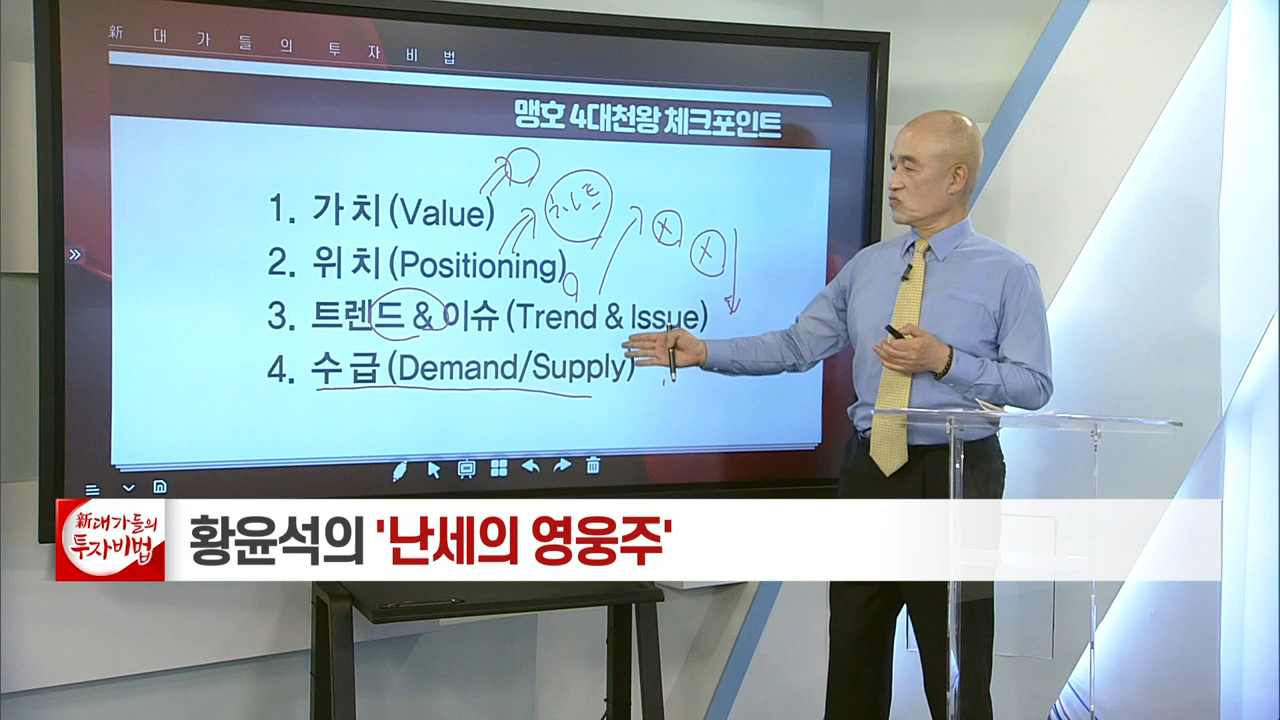 新 대 가 들 의 투 자 비 법
맹호 4대천왕 체크포인트
1. 가 치 (Value)
2. 위 치 (Positioning)
3. 트렌드 & 이슈 (Trend & Issue)
4. 수 급 (Demand/Supply)
新대가들의
투자비법
황윤석의 '난세의 영웅주'